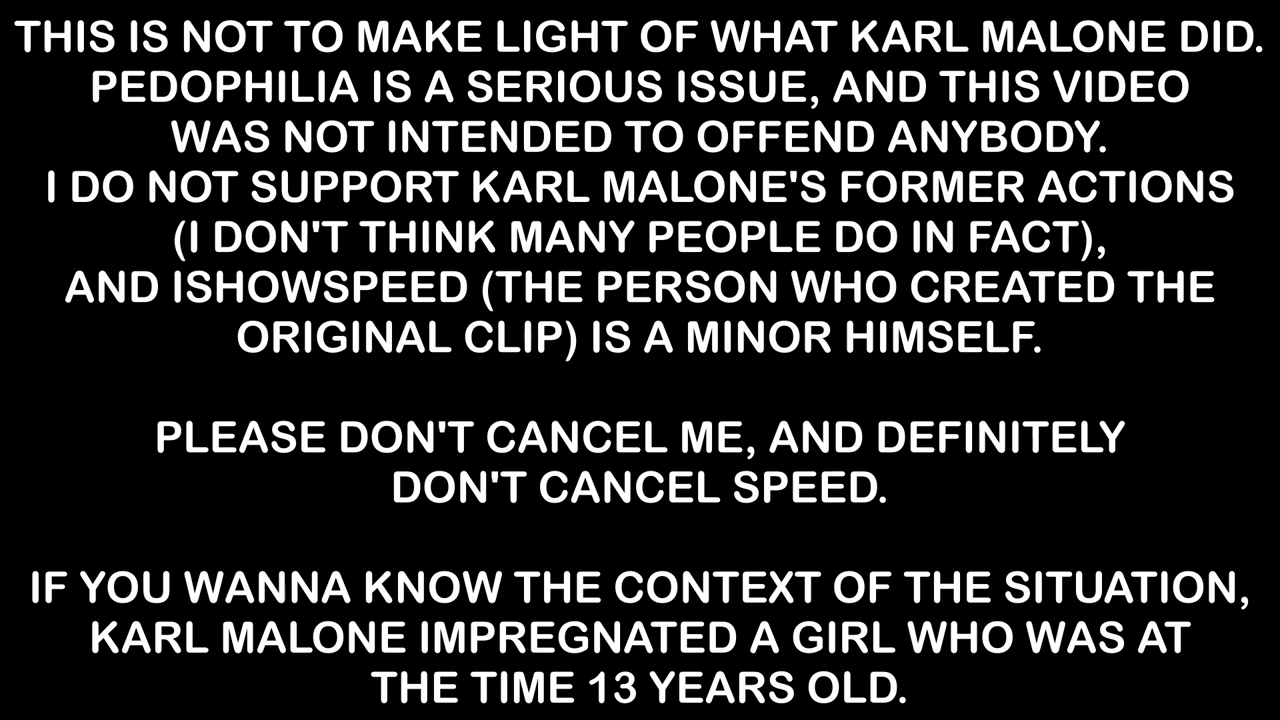 THIS IS NOT TO MAKE LIGHT OF WHAT KARL MALONE DID.
PEDOPHILIA IS A SERIOUS ISSUE, AND THIS VIDEO
WAS NOT INTENDED TO OFFEND ANYBODY.
I DO NOT SUPPORT KARL MALONE'S FORMER ACTIONS
(I DON'T THINK MANY PEOPLE DO IN FACT),
AND ISHOWSPEED (THE PERSON WHO CREATED THE
ORIGINAL CLIP) IS A MINOR HIMSELF.
PLEASE DON'T CANCEL ME, AND DEFINITELY
DON'T CANCEL SPEED.
IF YOU WANNA KNOW THE CONTEXT OF THE SITUATION,
KARL MALONE IMPREGNATED A GIRL WHO WAS AT
THE TIME 13 YEARS OLD.